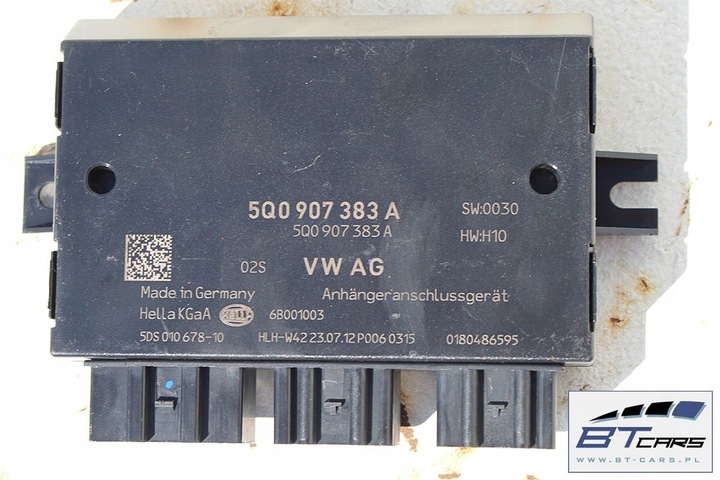 5Q0 907 383 A
SW:0030
5Q0 907 383 A
HW:H10
02S
VW AG
Made in Germany
Anhängeranschlussgerät
Hella KGaA
HELLA
6B001003
5DS 010 678-10
HLH-W42 23.07.12 P006 0315
0180486595
BT CARS
WWW.BT-CARS.PL